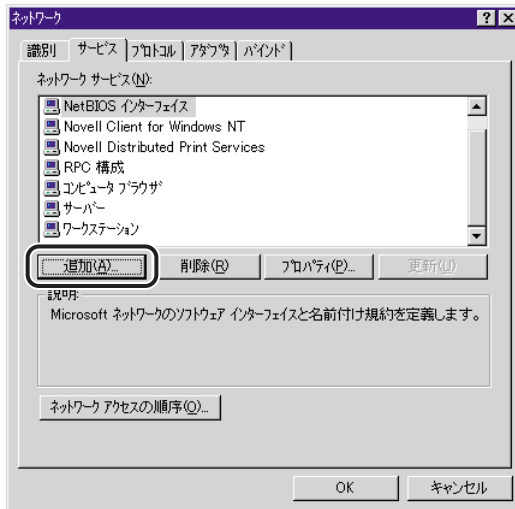 ネットワーク
識別 サービス プロトコル アダプタ バインド
ネットワーク サービス(N):
NetBIOS インターフェイス
Novell Client for Windows NT
Novell Distributed Print Services
RPC 構成
コンピュータ ブラウザ
サーバー
ワークステーション
追加(A)... 削除(R) プロパティ(P)... 更新(U)
説明:
Microsoft ネットワークのソフトウェア インターフェイスと名前付け規約を定義します。
ネットワーク アクセスの順序(O)...
OK キャンセル